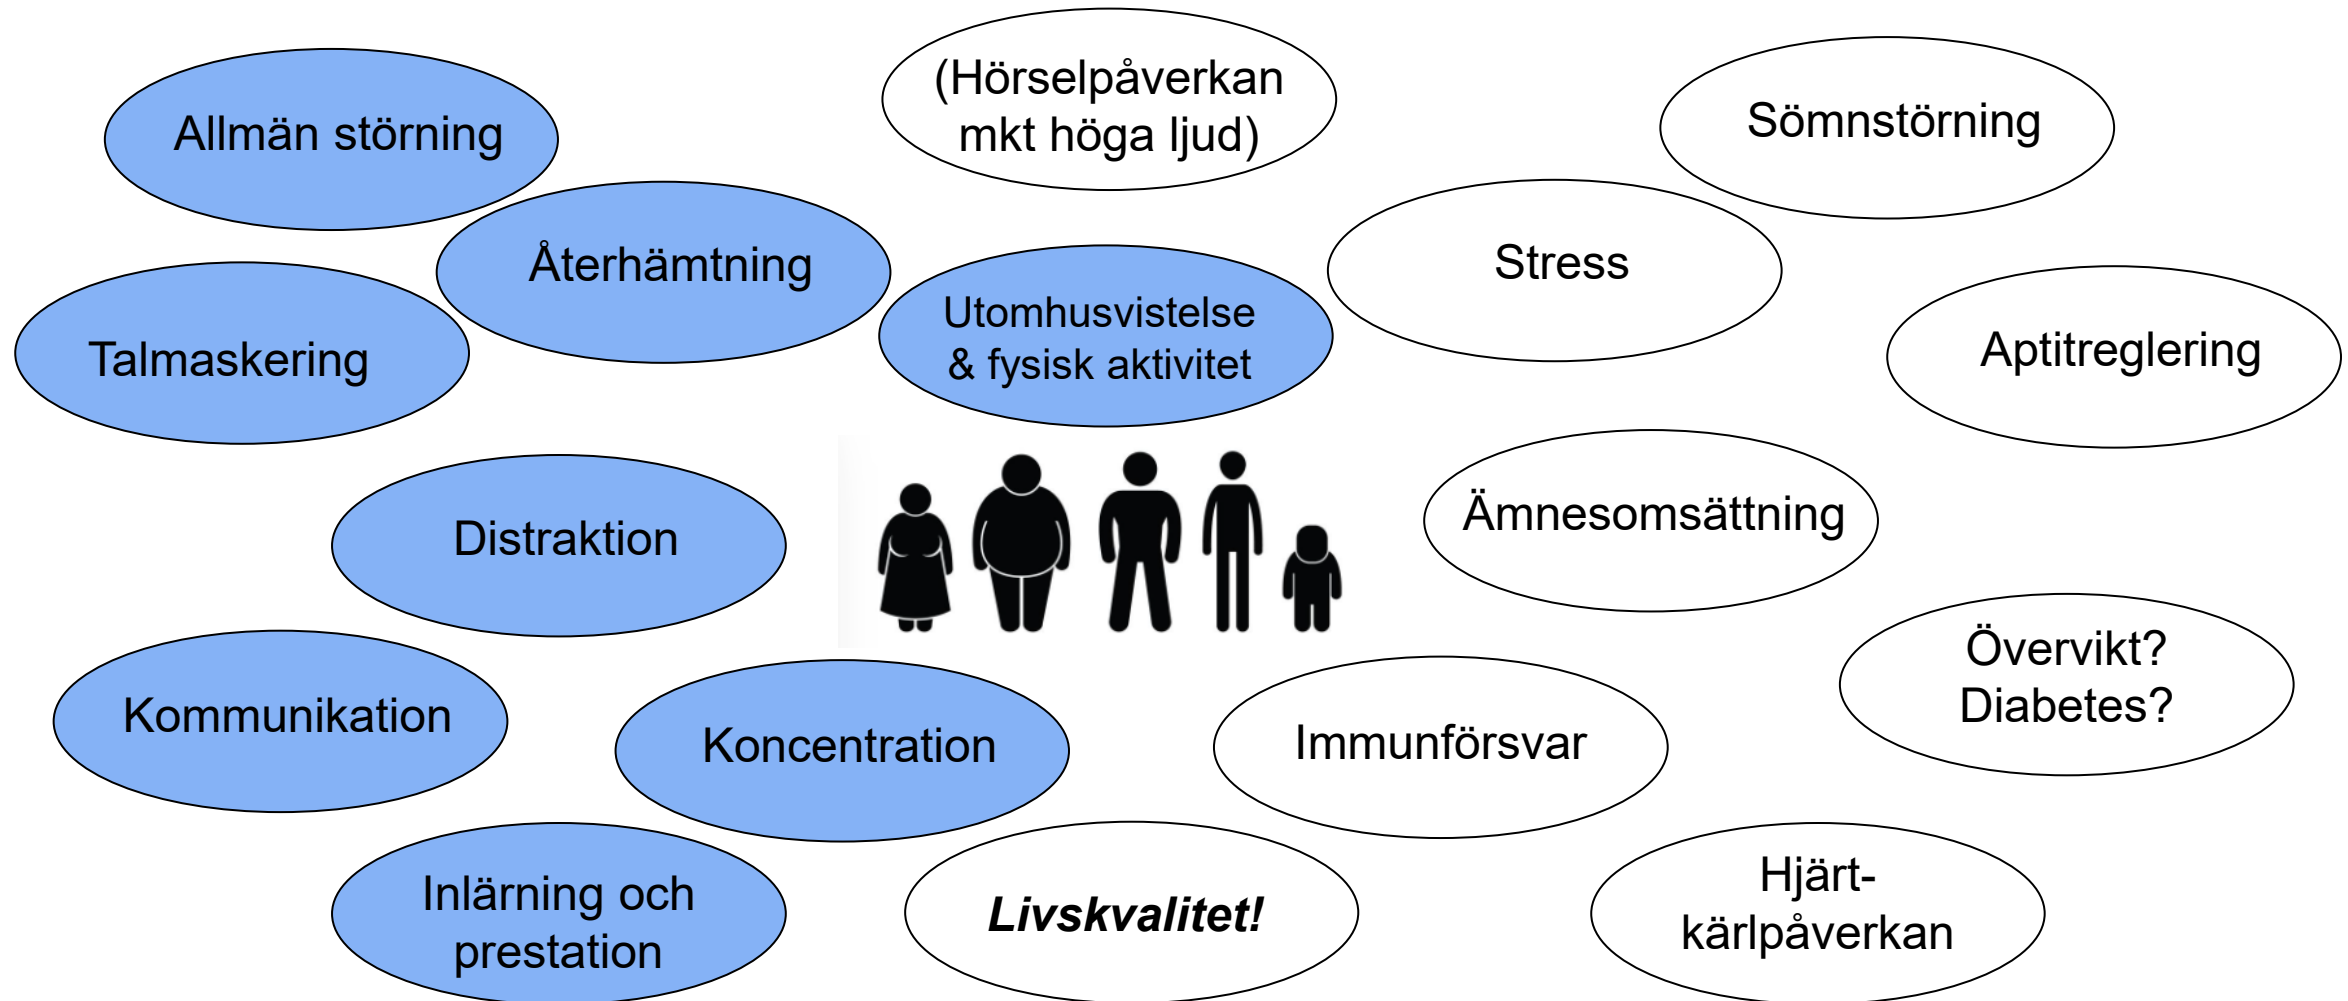 (Hörselpåverkan
mkt höga ljud)
Allmän störning
Sömnstörning
Återhämtning
Stress
Utomhusvistelse
& fysisk aktivitet
Talmaskering
Aptitreglering
Distraktion
Ämnesomsättning
Kommunikation
Koncentration
Immunförsvar
Övervikt?
Diabetes?
Inlärning och
prestation
Livskvalitet!
Hjärt-
kärlpåverkan